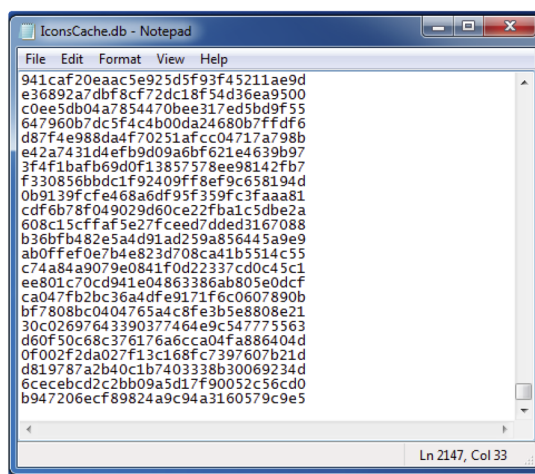 IconsCache.db - Notepad
File Edit Format View Help
941caf20eaac5e925d5f93f45211ae9d
e36892a7dbf8cf72dc18f54d36ea9500
c0ee5db04a7854470bee317ed5bd9f55
647960b7dc5f4c4b00da24680b7ffdf6
d87f4e988da4f70251afcc04717a798b
e42a7431d4efb9d09a6bf621e4639b97
3f4f1bafb69d0f13857578ee98142fb7
f330856bbdc1f92409ff8ef9c658194d
0b9139fcfe468a6df95f359fc3faaa81
cdf6b78f049029d60ce22fba1c5dbe2a
608c15cffaf5e27fceed7dded3167088
b36bfb482e5a4d91ad259a856445a9e9
ab0ffef0e7b4e823d708ca41b5514c55
c74a84a9079e0841f0d22337cd0c45c1
ee801c70cd941e04863386ab805e0dcf
ca047fb2bc36a4dfe9171f6c0607890b
bf7808bc0404765a4c8fe3b5e8808e21
30c02697643390377464e9c547775563
d60f50c68c376176a6cca04fa886404d
0f002f2da027f13c168fc7397607b21d
d819787a2b40c1b7403338b30069234d
6cecebcd2c2bb09a5d17f90052c56cd0
b947206ecf89824a9c94a3160579c9e5
Ln 2147, Col 33